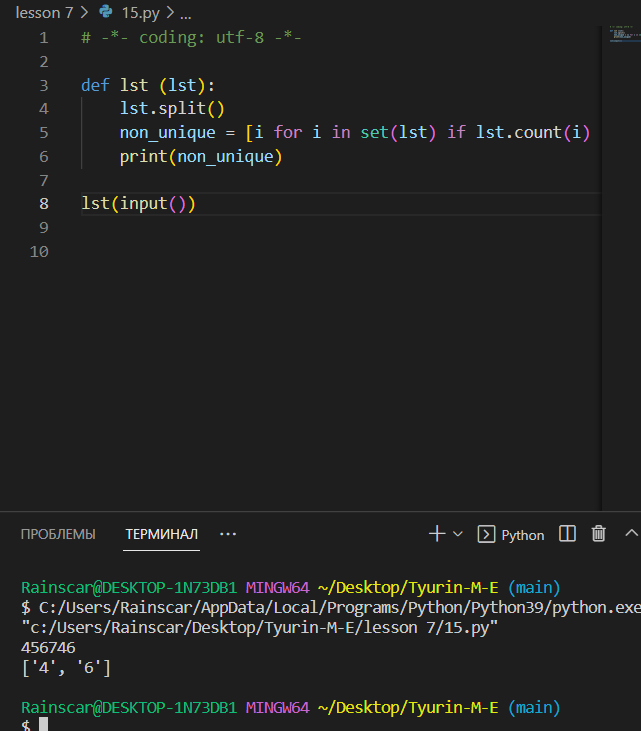 lesson 7 > 15.py > ...
1 # -*- coding: utf-8 -*-
2
3 def lst (lst):
4     lst.split()
5     non_unique = [i for i in set(lst) if lst.count(i)
6     print(non_unique)
7
8 lst(input())
9
10
ПРОБЛЕМЫ ТЕРМИНАЛ ... Python
Rainscar@DESKTOP-1N73DB1 MINGW64 ~/Desktop/Tyurin-M-E (main)
$ C:/Users/Rainscar/AppData/Local/Programs/Python/Python39/python.exe
"c:/Users/Rainscar/Desktop/Tyurin-M-E/lesson 7/15.py"
456746
['4', '6']
Rainscar@DESKTOP-1N73DB1 MINGW64 ~/Desktop/Tyurin-M-E (main)
$